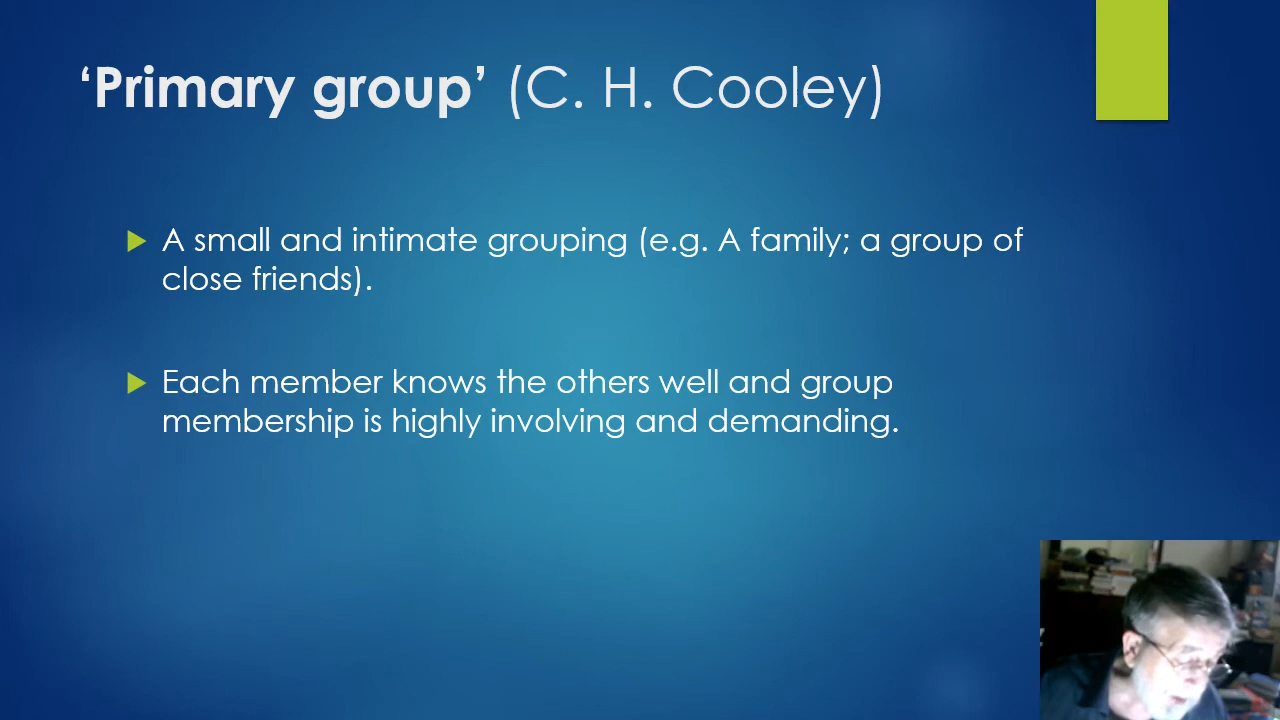 ‘Primary group’ (C. H. Cooley)
A small and intimate grouping (e.g. A family; a group of
close friends).
Each member knows the others well and group
membership is highly involving and demanding.